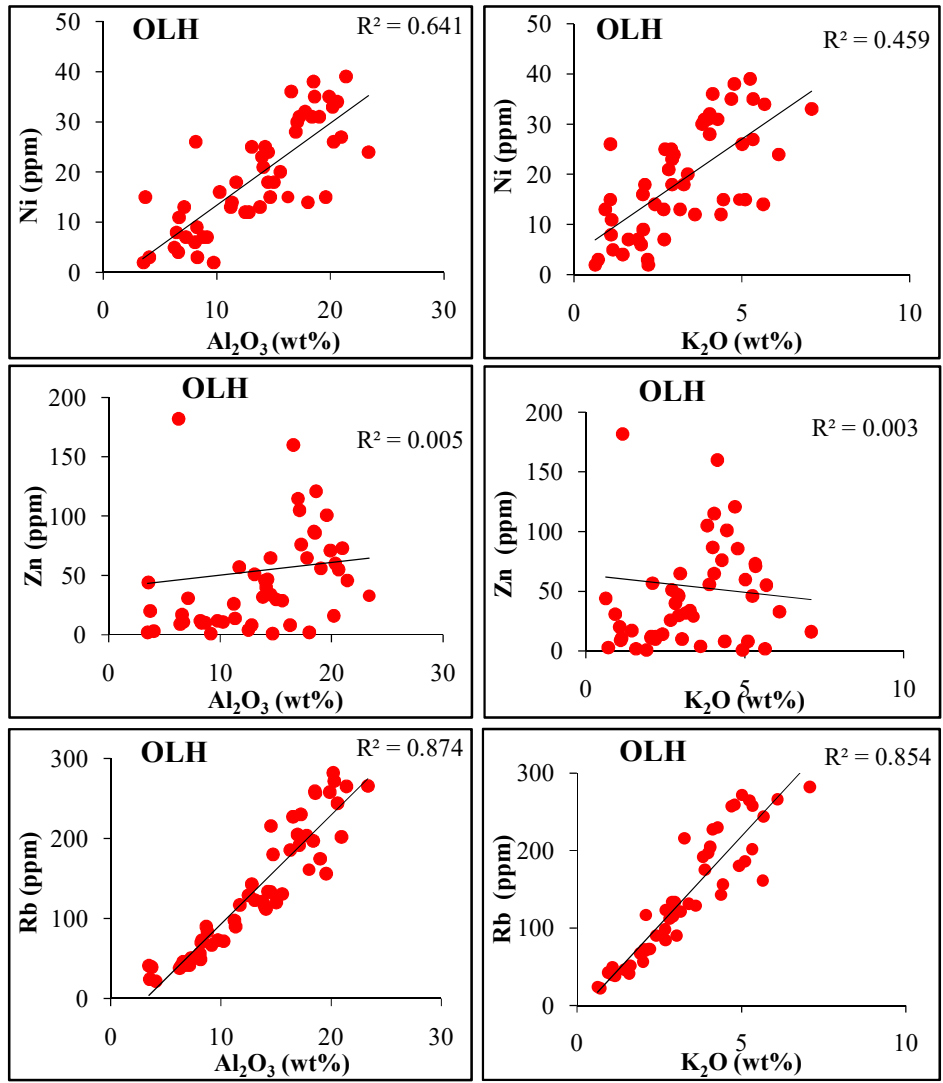 OLH
R² = 0.641
50
40
30
20
10
0
Ni (ppm)
0 10 20 30
Al₂O₃ (wt%)
OLH
R² = 0.459
50
40
30
20
10
0
Ni (ppm)
0 5 10
K₂O (wt%)
OLH
R² = 0.005
200
150
100
50
0
Zn (ppm)
0 10 20 30
Al₂O₃ (wt%)
OLH
R² = 0.003
200
150
100
50
0
Zn (ppm)
0 5 10
K₂O (wt%)
OLH
R² = 0.874
300
200
100
0
Rb (ppm)
0 10 20 30
Al₂O₃ (wt%)
OLH
R² = 0.854
300
200
100
0
Rb (ppm)
0 5 10
K₂O (wt%)